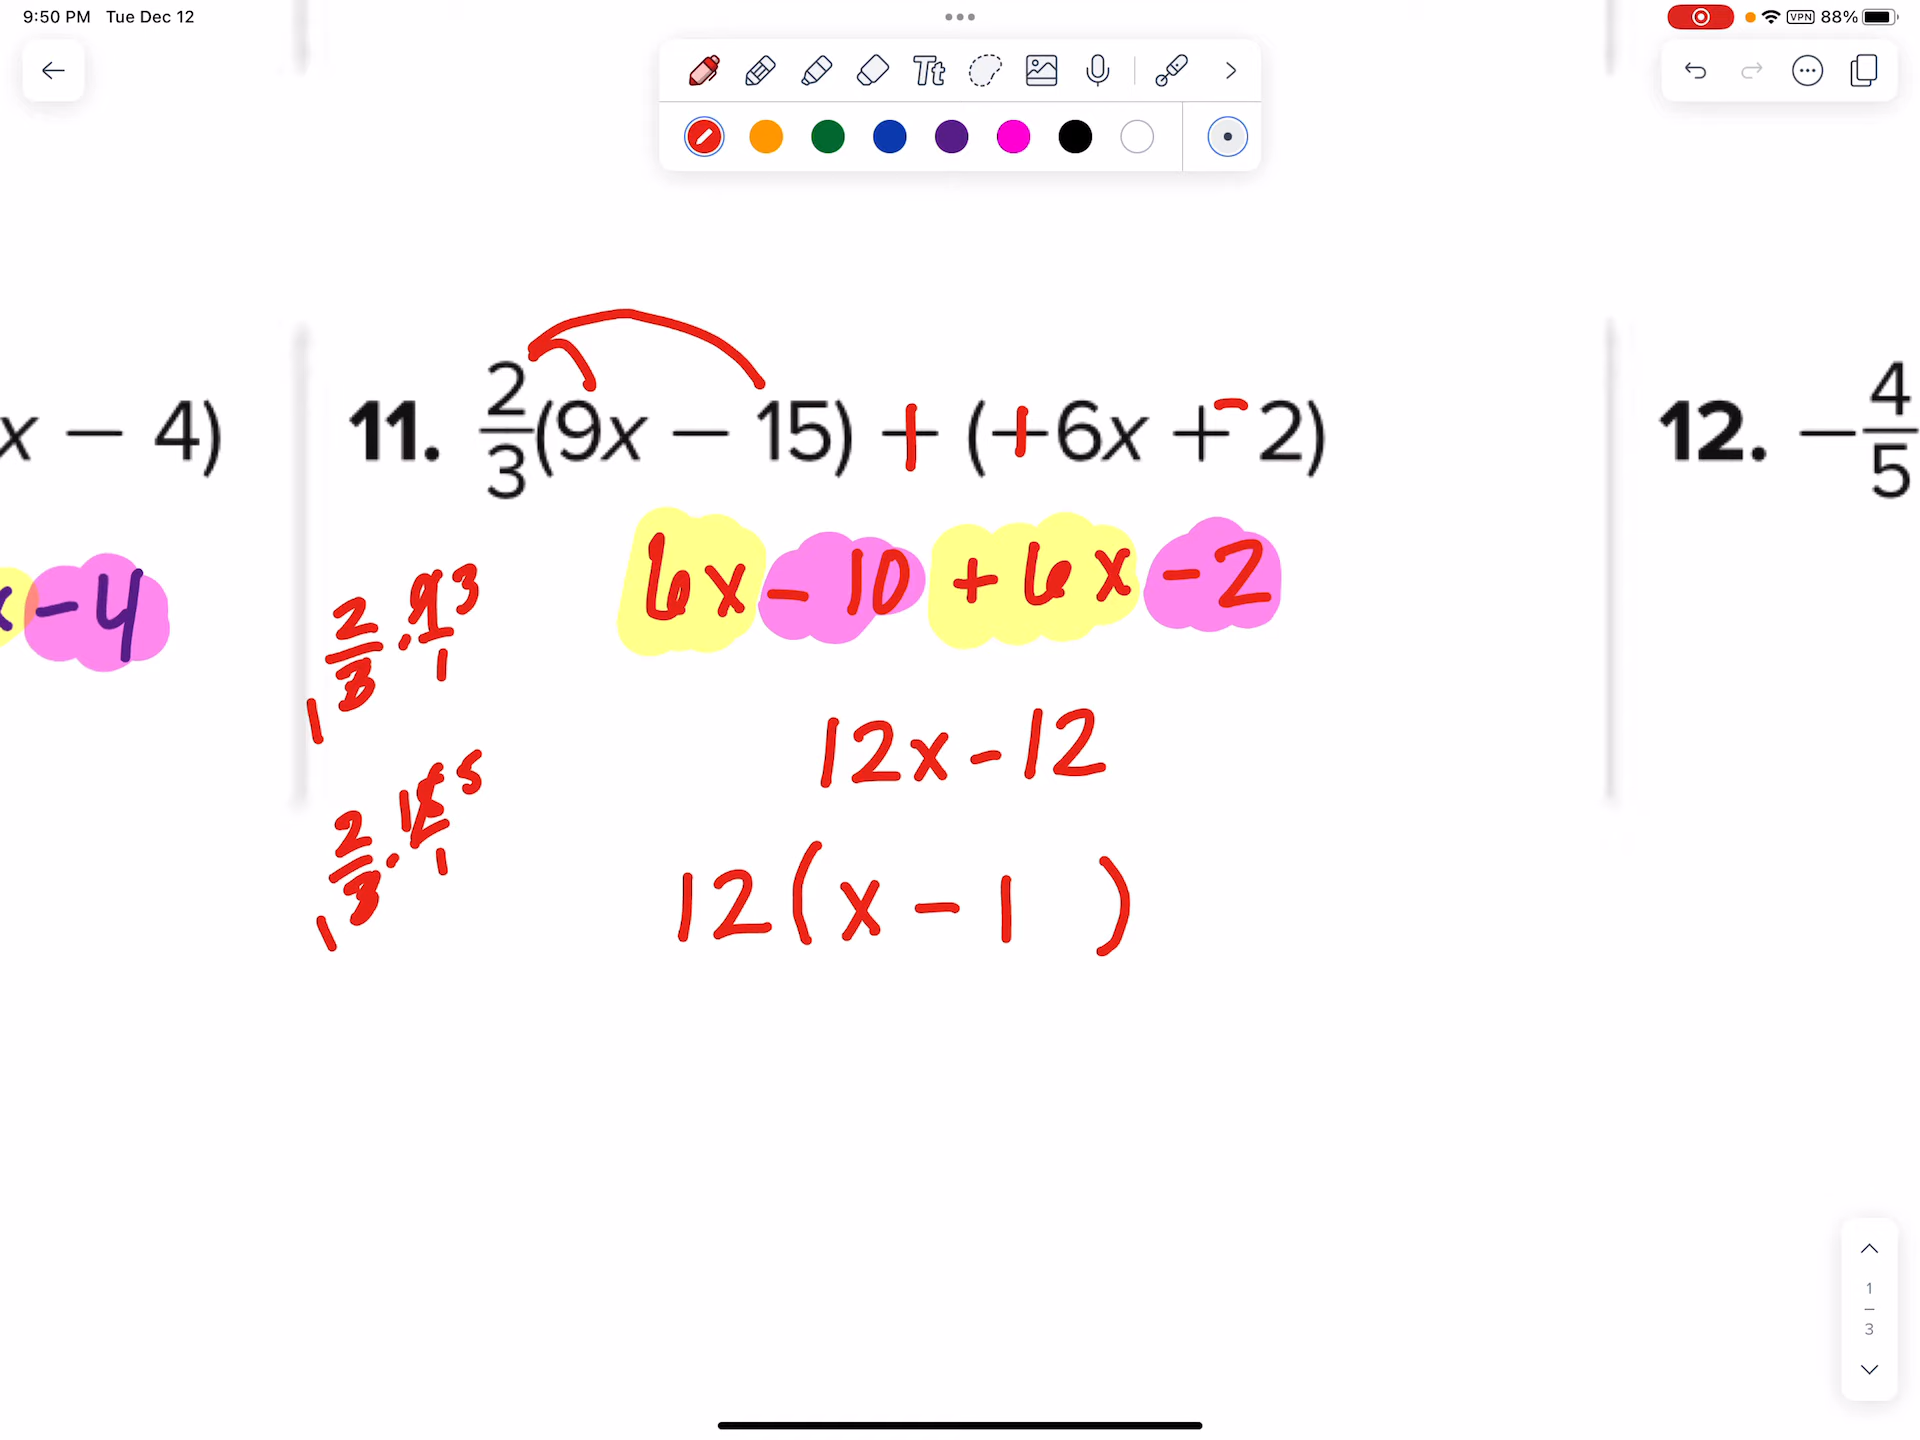 9:50 PM Tue Dec 12
VPN 88%
Tt
x − 4)
11. 2/3(9x − 15) + (+6x + ⁻2)
12. −4/5
x - 4
6x - 10 + 6x - 2
2/3 · 9/1 3
1
12x - 12
2/3 · 15/1 5
1
12(x - 1 )
1
3